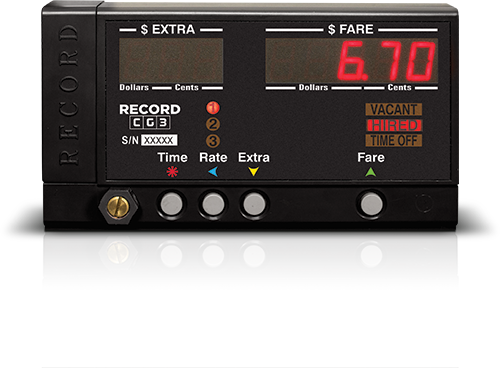 RECORD
$ EXTRA
$ FARE
6.70
Dollars Cents
Dollars Cents
RECORD
CG3
S/N XXXXX
1
2
3
VACANT
HIRED
TIME OFF
Time Rate Extra Fare